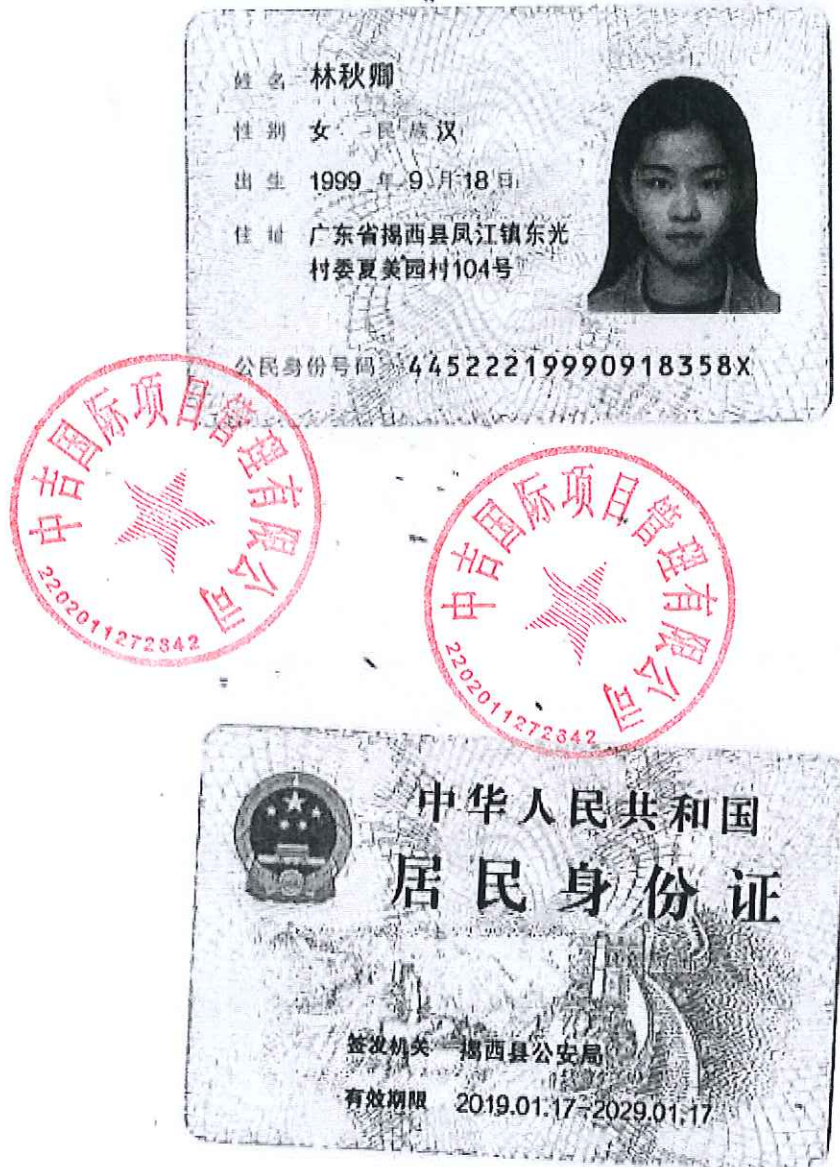 姓名 林秋卿
性别 女 民族 汉
出生 1999 年 9 月 18 日
住址 广东省揭西县凤江镇东光
村委夏美园村104号
公民身份号码 44522219990918358X
中吉国际项目管理有限公司
2202011272842
中吉国际项目管理有限公司
2202011272842
中华人民共和国
居民身份证
签发机关 揭西县公安局
有效期限 2019.01.17-2029.01.17